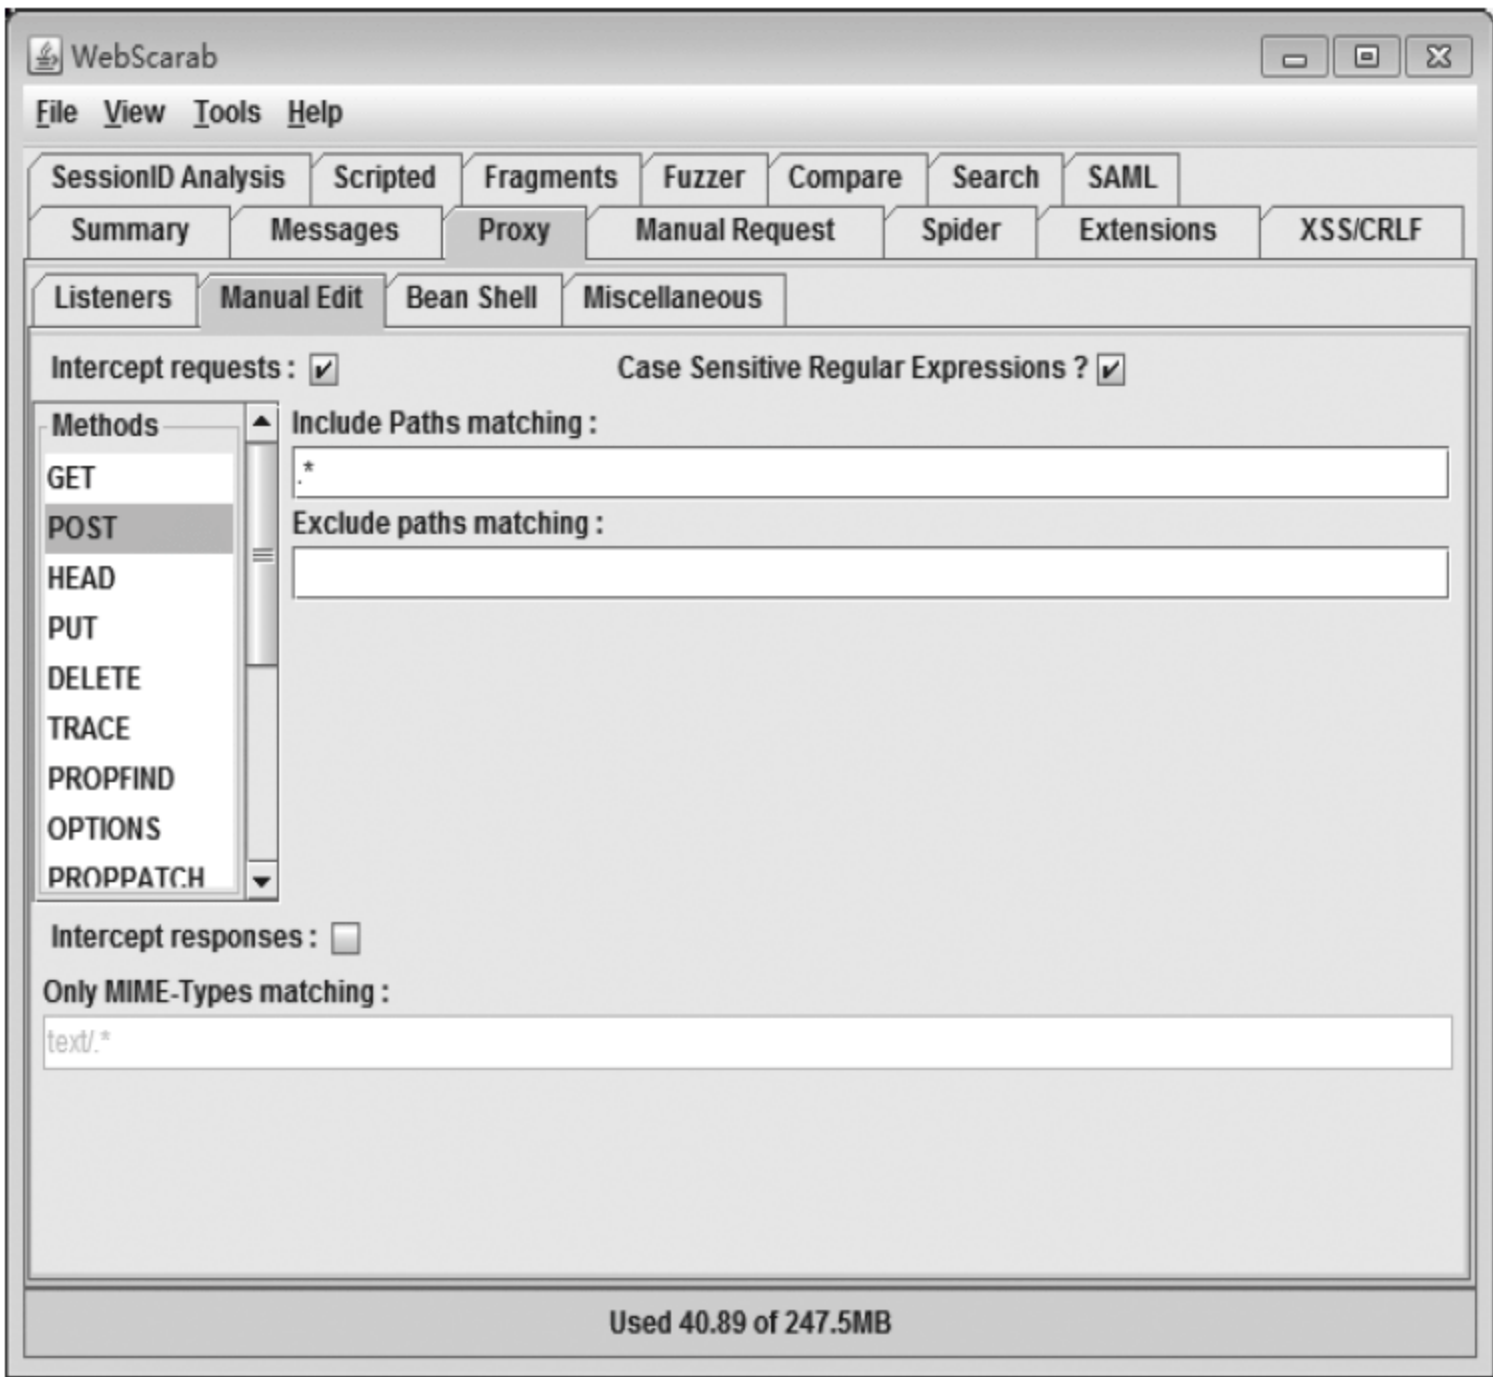 WebScarab
File View Tools Help
SessionID Analysis Scripted Fragments Fuzzer Compare Search SAML
Summary Messages Proxy Manual Request Spider Extensions XSS/CRLF
Listeners Manual Edit Bean Shell Miscellaneous
Intercept requests : Case Sensitive Regular Expressions ?
Methods
Include Paths matching :
.*
Exclude paths matching :
GET
POST
HEAD
PUT
DELETE
TRACE
PROPFIND
OPTIONS
PROPPATCH
Intercept responses :
Only MIME-Types matching :
text/.*
Used 40.89 of 247.5MB